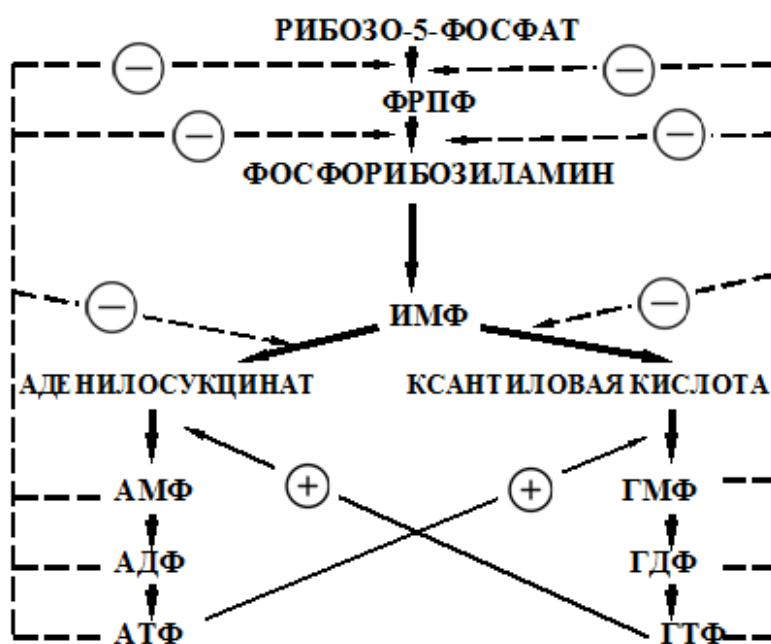 РИБОЗО-5-ФОСФАТ
− −
ФРПФ
− −
ФОСФОРИБОЗИЛАМИН
− ИМФ −
АДЕНИЛОСУКЦИНАТ КСАНТИЛОВАЯ КИСЛОТА
АМФ + + ГМФ
АДФ ГДФ
АТФ ГТФ